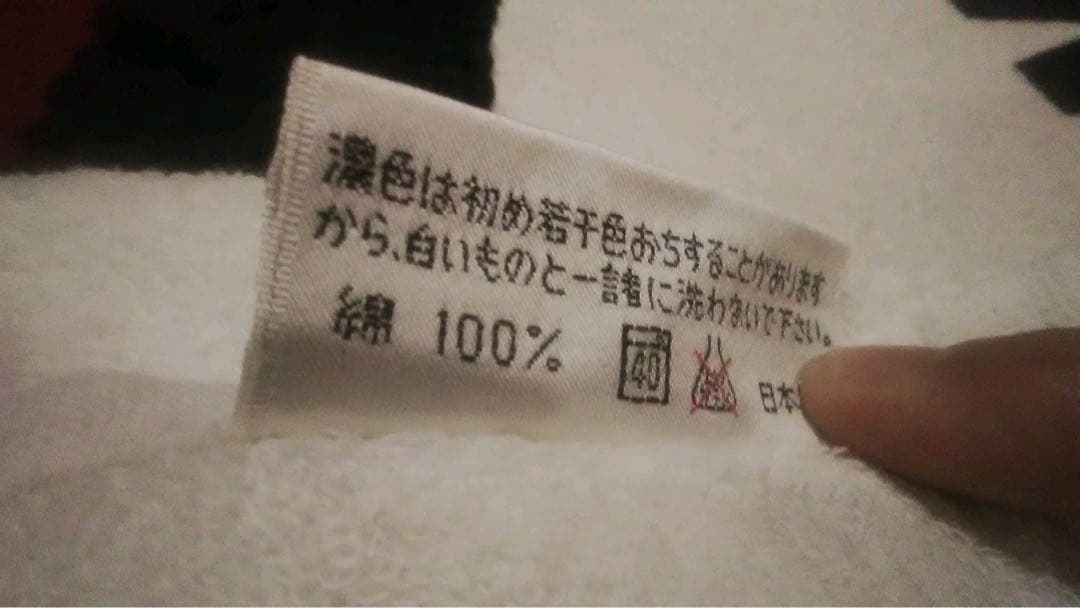 濃色は初め若干色おちすることがあります
から、白いものと一諸に洗わないで下さい。
綿 100% 40 日本